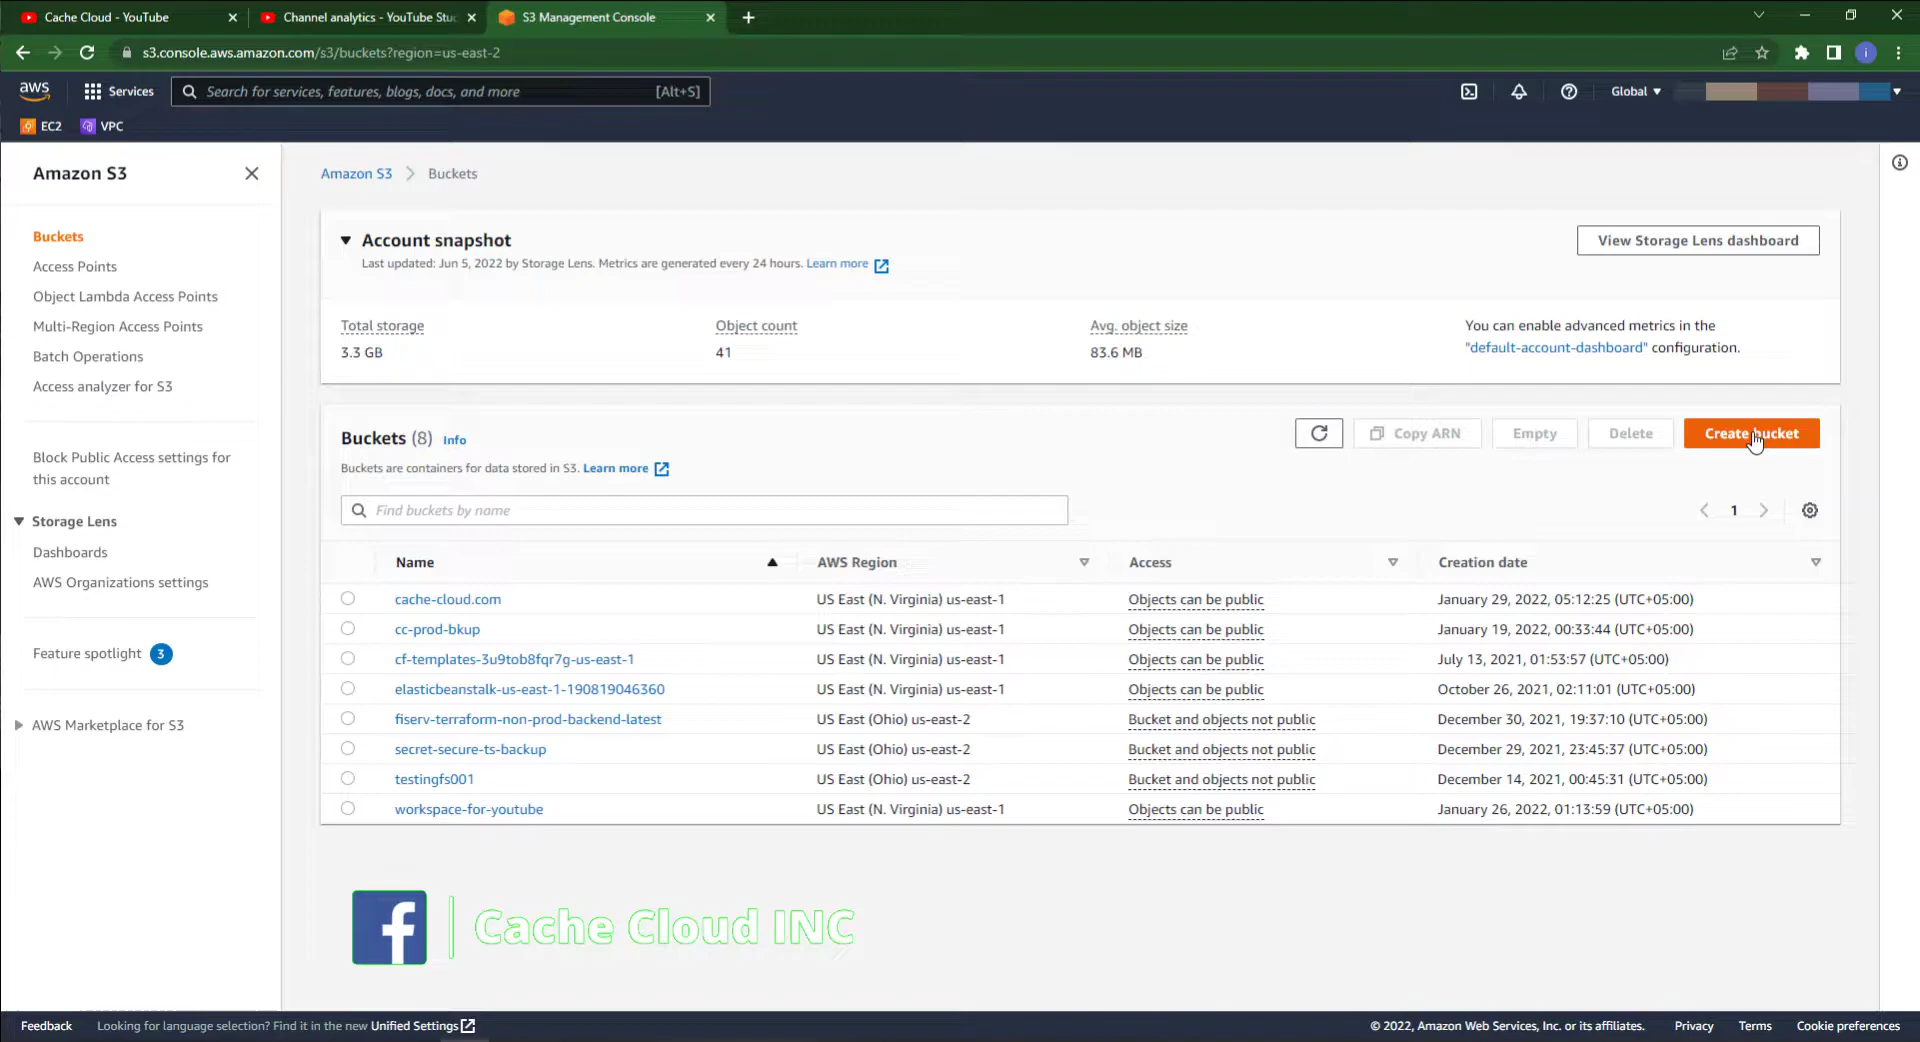 Cache Cloud - YouTube
Channel analytics - YouTube Stu
S3 Management Console
s3.console.aws.amazon.com/s3/buckets?region=us-east-2
i
aws
Services
Search for services, features, blogs, docs, and more
[Alt+S]
Global
EC2
VPC
Amazon S3
Buckets
Access Points
Object Lambda Access Points
Multi-Region Access Points
Batch Operations
Access analyzer for S3
Block Public Access settings for
this account
Storage Lens
Dashboards
AWS Organizations settings
Feature spotlight 3
AWS Marketplace for S3
Amazon S3 > Buckets
Account snapshot
Last updated: Jun 5, 2022 by Storage Lens. Metrics are generated every 24 hours. Learn more
View Storage Lens dashboard
Total storage
3.3 GB
Object count
41
Avg. object size
83.6 MB
You can enable advanced metrics in the
"default-account-dashboard" configuration.
Buckets (8) Info
Buckets are containers for data stored in S3. Learn more
Copy ARN
Empty
Delete
Create bucket
Find buckets by name
1
Name AWS Region Access Creation date
cache-cloud.com US East (N. Virginia) us-east-1 Objects can be public January 29, 2022, 05:12:25 (UTC+05:00)
cc-prod-bkup US East (N. Virginia) us-east-1 Objects can be public January 19, 2022, 00:33:44 (UTC+05:00)
cf-templates-3u9tob8fqr7g-us-east-1 US East (N. Virginia) us-east-1 Objects can be public July 13, 2021, 01:53:57 (UTC+05:00)
elasticbeanstalk-us-east-1-190819046360 US East (N. Virginia) us-east-1 Objects can be public October 26, 2021, 02:11:01 (UTC+05:00)
fiserv-terraform-non-prod-backend-latest US East (Ohio) us-east-2 Bucket and objects not public December 30, 2021, 19:37:10 (UTC+05:00)
secret-secure-ts-backup US East (Ohio) us-east-2 Bucket and objects not public December 29, 2021, 23:45:37 (UTC+05:00)
testingfs001 US East (Ohio) us-east-2 Bucket and objects not public December 14, 2021, 00:45:31 (UTC+05:00)
workspace-for-youtube US East (N. Virginia) us-east-1 Objects can be public January 26, 2022, 01:13:59 (UTC+05:00)
f Cache Cloud INC
Feedback
Looking for language selection? Find it in the new Unified Settings
© 2022, Amazon Web Services, Inc. or its affiliates.
Privacy
Terms
Cookie preferences